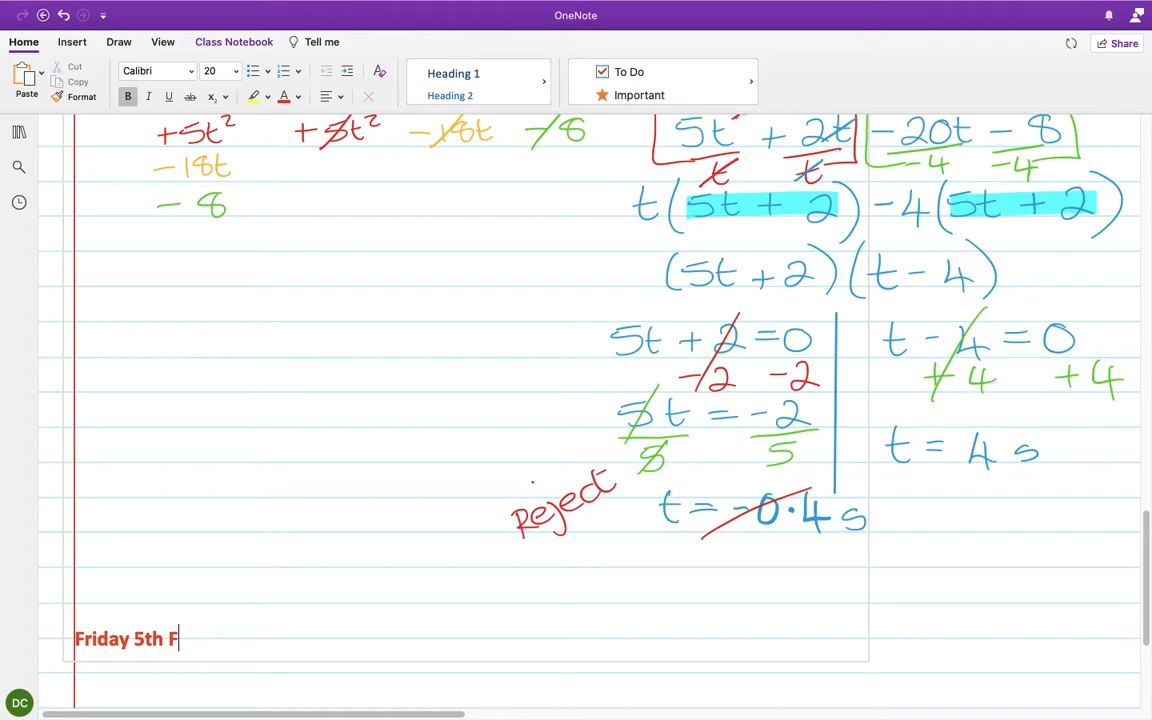 OneNote
Home Insert Draw View Class Notebook Tell me
Share
Paste
Cut
Copy
Format
Calibri 20
B I U ab x₂ A
Heading 1
Heading 2
To Do
Important
+5t² +5t² -18t -8
-18t
-8
5t² + 2t - 20t - 8
t t -4 -4
t(5t + 2) -4(5t + 2)
(5t + 2)(t - 4)
5t + 2 = 0
-2 -2
5t = -2
5 5
Reject
t = -0.4 s
t - 4 = 0
+4 +4
t = 4 s
Friday 5th F
DC